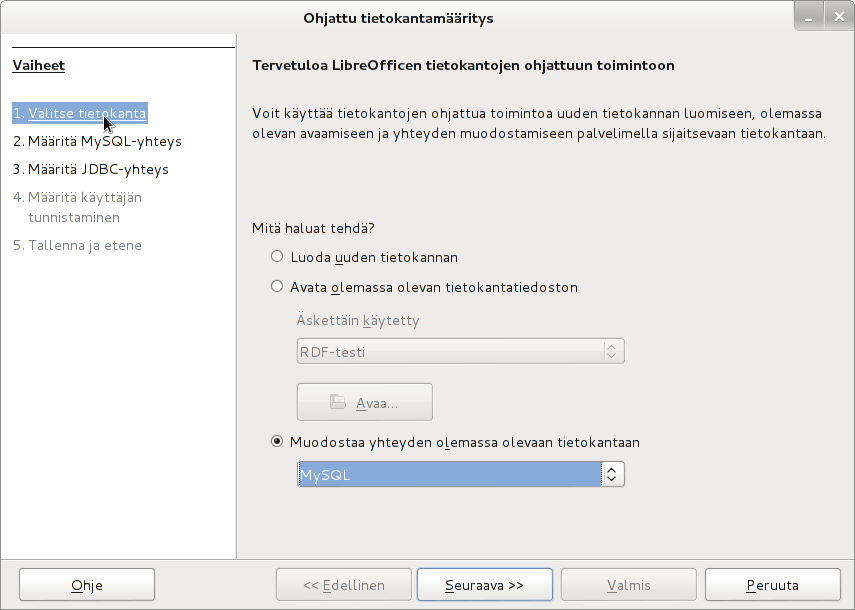 Ohjattu tietokantamääritys
Vaiheet
1. Valitse tietokanta
2. Määritä MySQL-yhteys
3. Määritä JDBC-yhteys
4. Määritä käyttäjän
tunnistaminen
5. Tallenna ja etene
Tervetuloa LibreOfficen tietokantojen ohjattuun toimintoon
Voit käyttää tietokantojen ohjattua toimintoa uuden tietokannan luomiseen, olemassa
olevan avaamiseen ja yhteyden muodostamiseen palvelimella sijaitsevaan tietokantaan.
Mitä haluat tehdä?
Luoda uuden tietokannan
Avata olemassa olevan tietokantatiedoston
Äskettäin käytetty
RDF-testi
Avaa...
Muodostaa yhteyden olemassa olevaan tietokantaan
MySQL
Ohje
<< Edellinen
Seuraava >>
Valmis
Peruuta